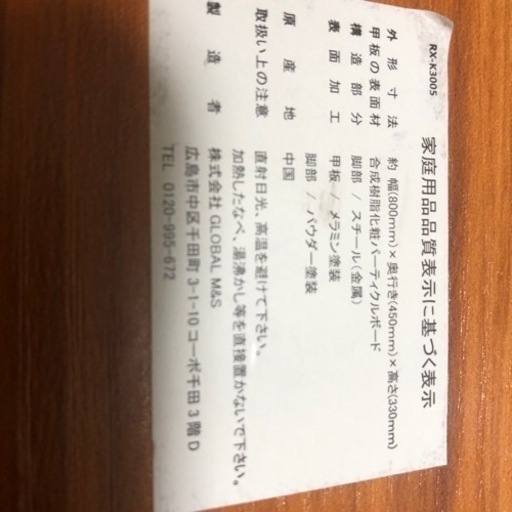 RX-K3005
家庭用品品質表示に基づく表示
外形寸法 約 幅(800mm)×奥行き(450mm)×高さ(330mm)
甲板の表面材 合成樹脂化粧パーティクルボード
構造部分 脚部 / スチール(金属)
表面加工 甲板 / メラミン塗装
脚部 / パウダー塗装
原産地 中国
取扱い上の注意 直射日光、高温を避けて下さい。
加熱したなべ、湯沸かし等を直接置かないで下さい。
製造者 株式会社 GLOBAL M&S
広島市中区千田町 3-1-10 コーポ千田 3 階 D
TEL 0120-995-672